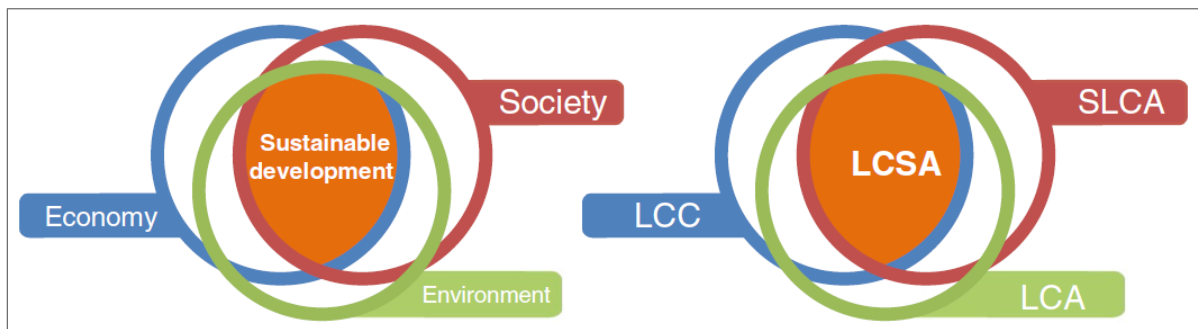 Society
Sustainable
development
Economy
Environment
SLCA
LCSA
LCC
LCA